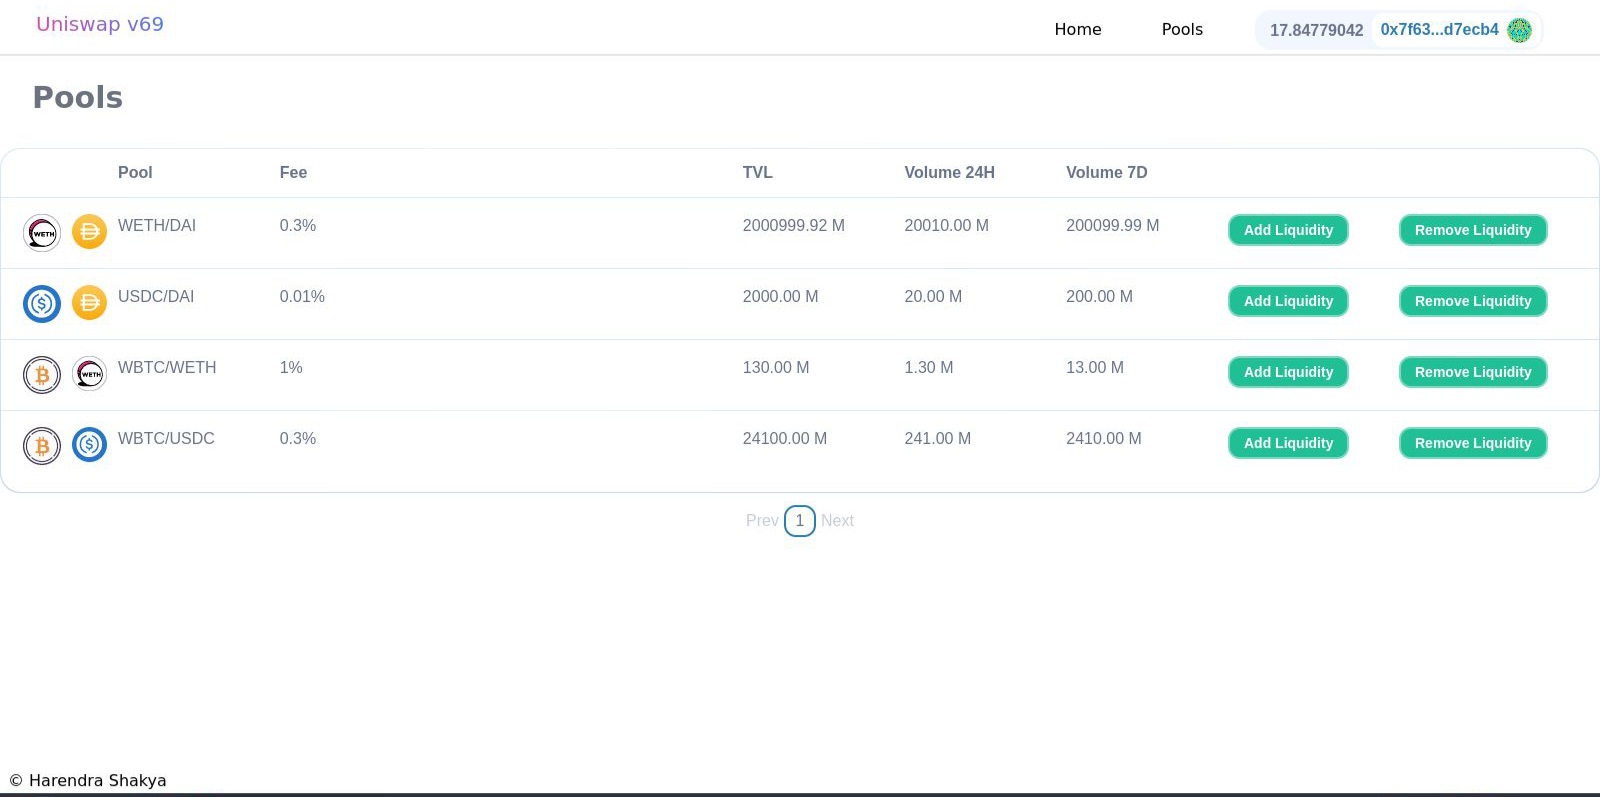 Uniswap v69 Home Pools 17.84779042 0x7f63...d7ecb4
Pools
Pool Fee TVL Volume 24H Volume 7D
WETH WETH/DAI 0.3% 2000999.92 M 20010.00 M 200099.99 M Add Liquidity Remove Liquidity
USDC/DAI 0.01% 2000.00 M 20.00 M 200.00 M Add Liquidity Remove Liquidity
WETH WBTC/WETH 1% 130.00 M 1.30 M 13.00 M Add Liquidity Remove Liquidity
WBTC/USDC 0.3% 24100.00 M 241.00 M 2410.00 M Add Liquidity Remove Liquidity
Prev 1 Next
© Harendra Shakya